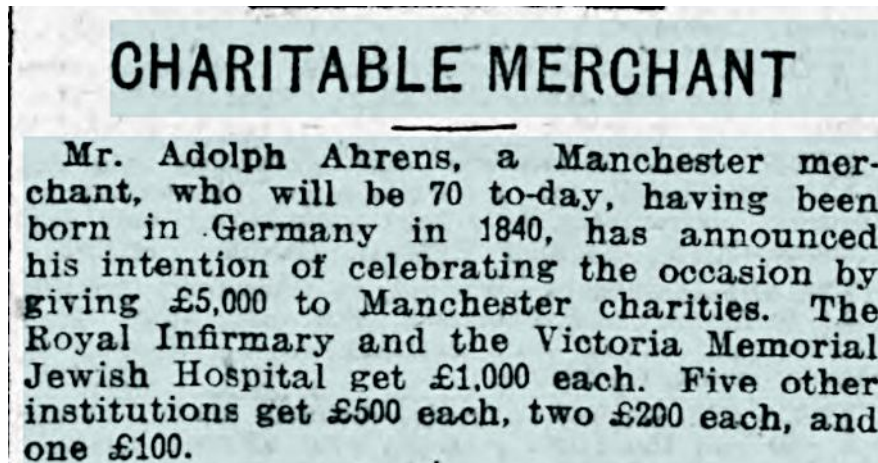 CHARITABLE MERCHANT
Mr. Adolph Ahrens, a Manchester mer-
chant, who will be 70 to-day, having been
born in Germany in 1840, has announced
his intention of celebrating the occasion by
giving £5,000 to Manchester charities. The
Royal Infirmary and the Victoria Memorial
Jewish Hospital get £1,000 each. Five other
institutions get £500 each, two £200 each, and
one £100.